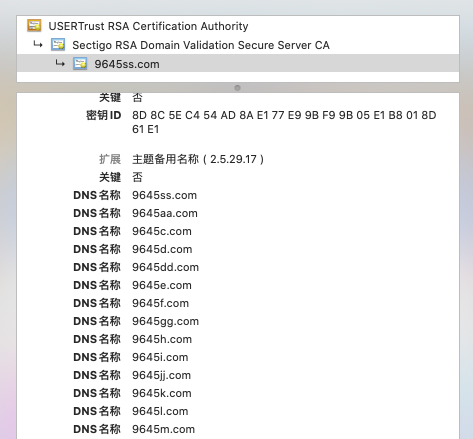 USERTrust RSA Certification Authority
Sectigo RSA Domain Validation Secure Server CA
9645ss.com
关键 否
密钥 ID 8D 8C 5E C4 54 AD 8A E1 77 E9 9B F9 9B 05 E1 B8 01 8D
61 E1
扩展 主题备用名称 ( 2.5.29.17 )
关键 否
DNS 名称 9645ss.com
DNS 名称 9645aa.com
DNS 名称 9645c.com
DNS 名称 9645d.com
DNS 名称 9645dd.com
DNS 名称 9645e.com
DNS 名称 9645f.com
DNS 名称 9645gg.com
DNS 名称 9645h.com
DNS 名称 9645i.com
DNS 名称 9645jj.com
DNS 名称 9645k.com
DNS 名称 9645l.com
DNS 名称 9645m.com